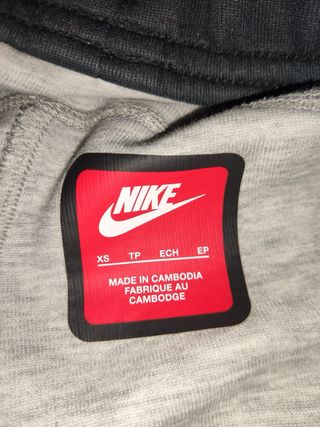 NIKE
XS TP ECH EP
MADE IN CAMBODIA
FABRIQUE AU
CAMBODGE